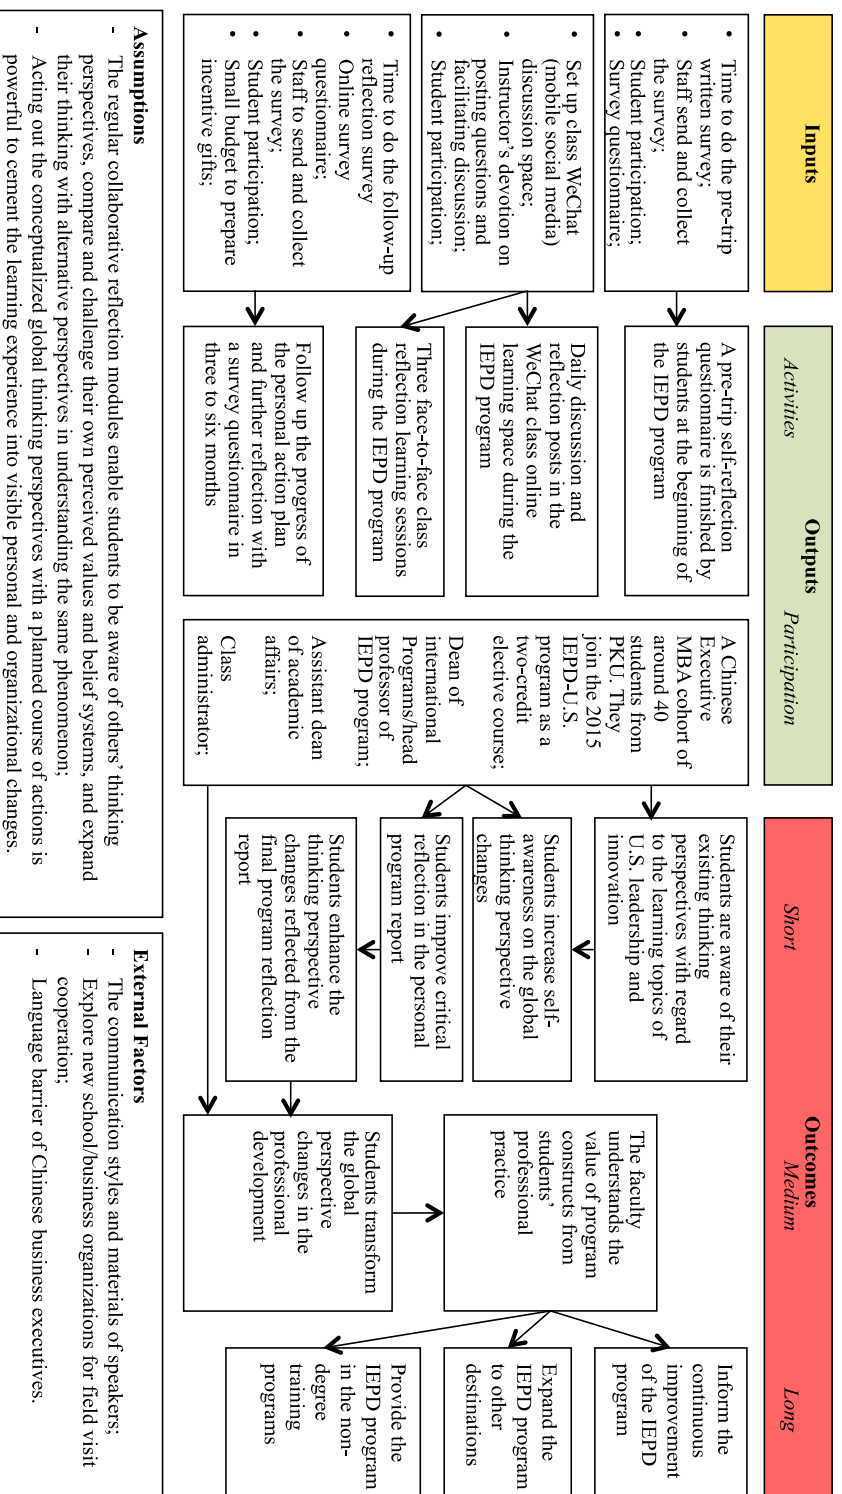 Inputs
Outputs
Activities
Participation
Outcomes
Short
Medium
Long
• Time to do the pre-trip
written survey;
• Staff send and collect
the survey;
• Student participation;
• Survey questionnaire;
• Set up class WeChat
(mobile social media)
discussion space;
• Instructor's devotion on
posting questions and
facilitating discussion;
• Student participation;
• Time to do the follow-up
reflection survey
• Online survey
questionnaire;
• Staff to send and collect
the survey;
• Student participation;
• Small budget to prepare
incentive gifts;
A pre-trip self-reflection
questionnaire is finished by
students at the beginning of
the IEPD program
Daily discussion and
reflection posts in the
WeChat class online
learning space during the
IEPD program
Three face-to-face class
reflection learning sessions
during the IEPD program
Follow up the progress of
the personal action plan
and further reflection with
a survey questionnaire in
three to six months
A Chinese
Executive
MBA cohort of
around 40
students from
PKU. They
join the 2015
IEPD-U.S.
program as a
two-credit
elective course;
Dean of
international
Programs/head
professor of
IEPD program;
Assistant dean
of academic
affairs;
Class
administrator;
Students are aware of their
existing thinking
perspectives with regard
to the learning topics of
U.S. leadership and
innovation
Students increase self-
awareness on the global
thinking perspective
changes
Students improve critical
reflection in the personal
program report
Students enhance the
thinking perspective
changes reflected from the
final program reflection
report
The faculty
understands the
value of program
constructs from
students'
professional
practice
Students transform
the global
perspective
changes in the
professional
development
Inform the
continuous
improvement
of the IEPD
program
Expand the
IEPD program
to other
destinations
Provide the
IEPD program
in the non-
degree
training
programs
Assumptions
- The regular collaborative reflection modules enable students to be aware of others' thinking
perspectives, compare and challenge their own perceived values and belief systems, and expand
their thinking with alternative perspectives in understanding the same phenomenon;
- Acting out the conceptualized global thinking perspectives with a planned course of actions is
powerful to cement the learning experience into visible personal and organizational changes.
External Factors
- The communication styles and materials of speakers;
- Explore new school/business organizations for field visit
cooperation;
- Language barrier of Chinese business executives.